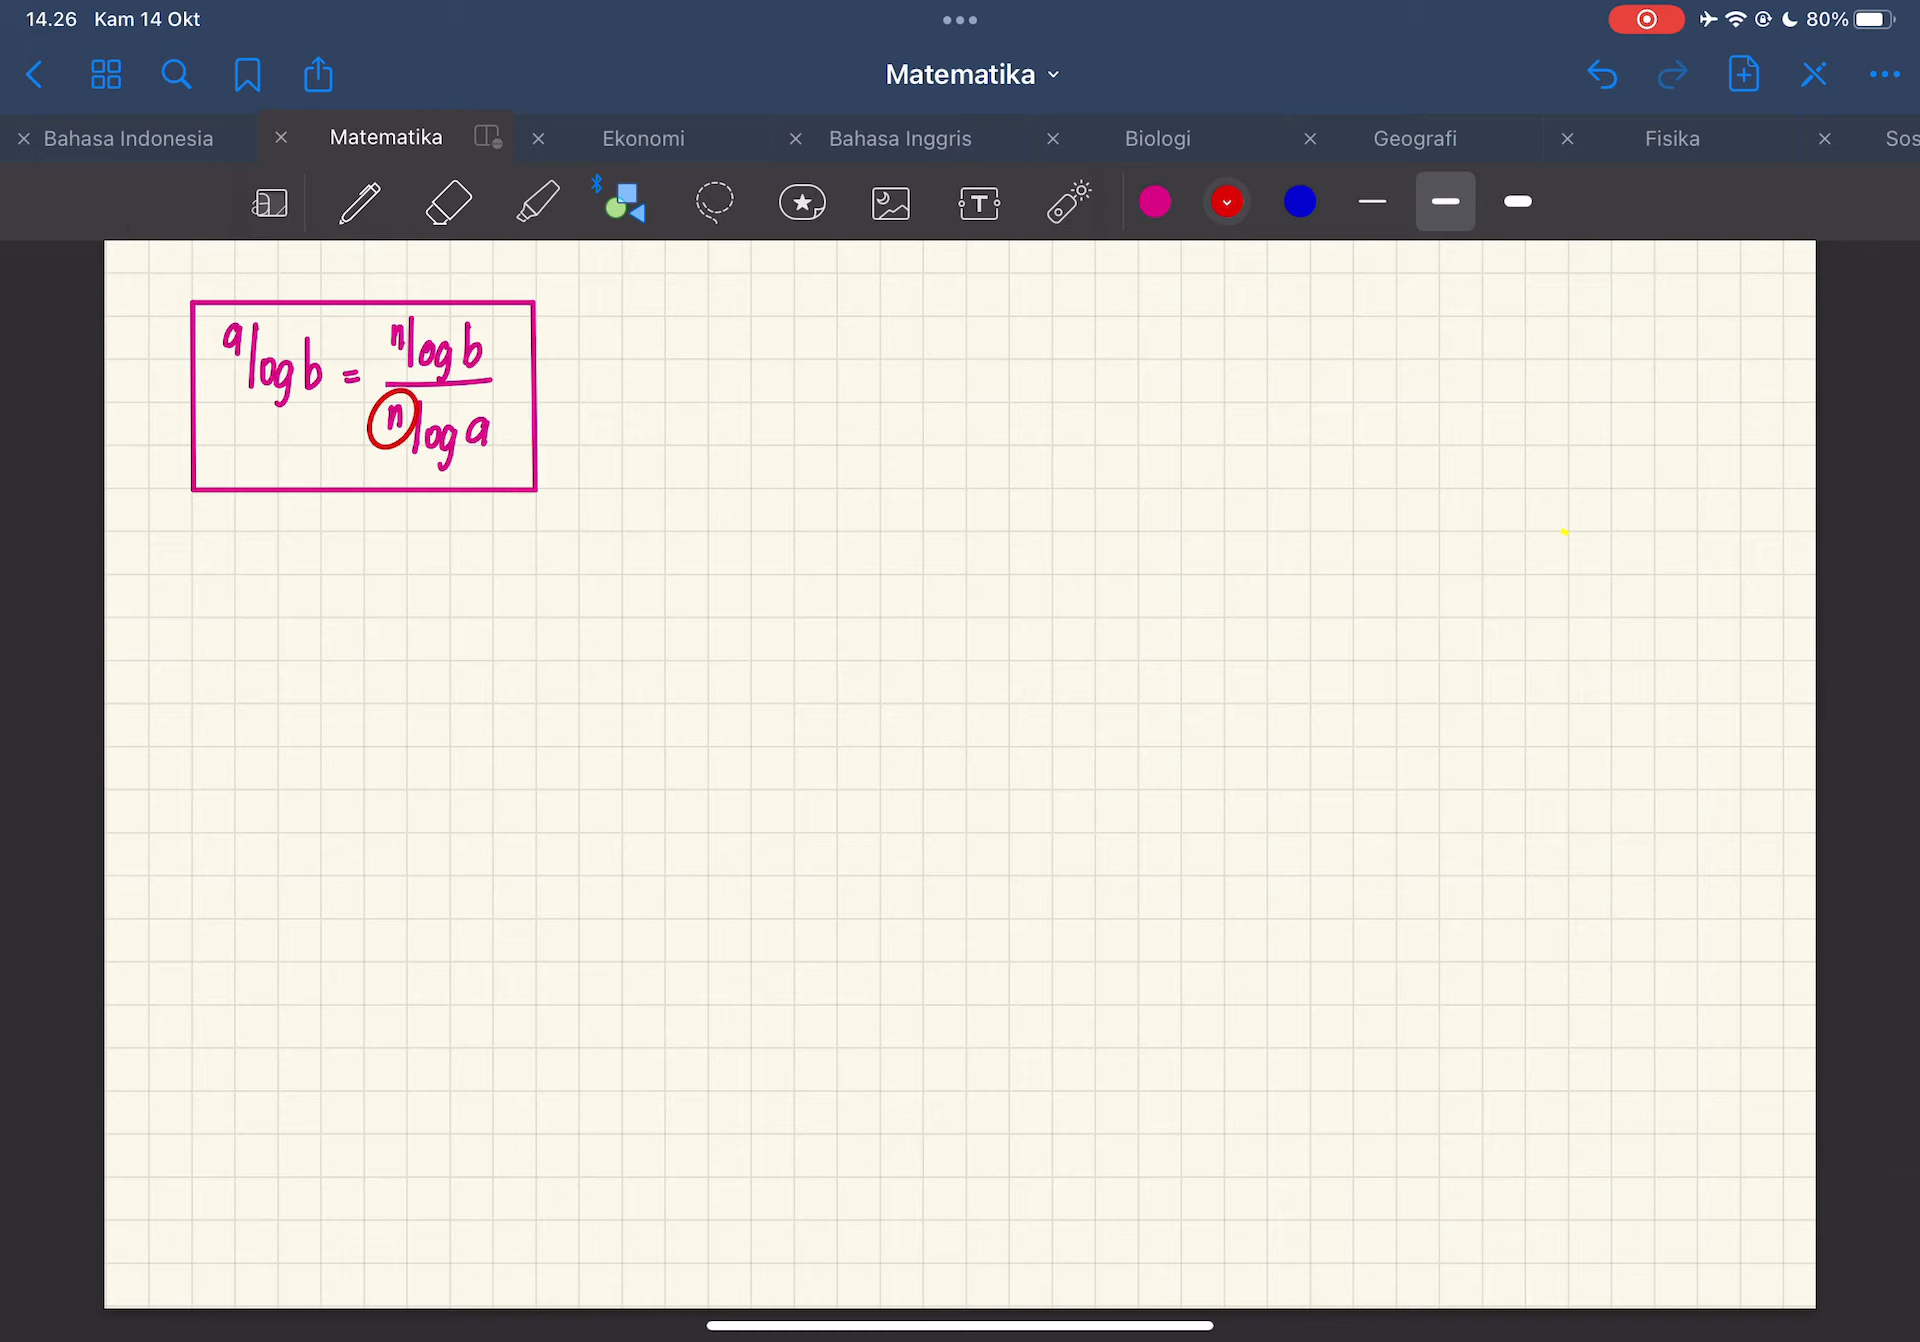 14.26 Kam 14 Okt
80%
Matematika
Bahasa Indonesia Matematika Ekonomi Bahasa Inggris Biologi Geografi Fisika Sos
T
ᵃlog b = ⁿlog b
ⁿlog a